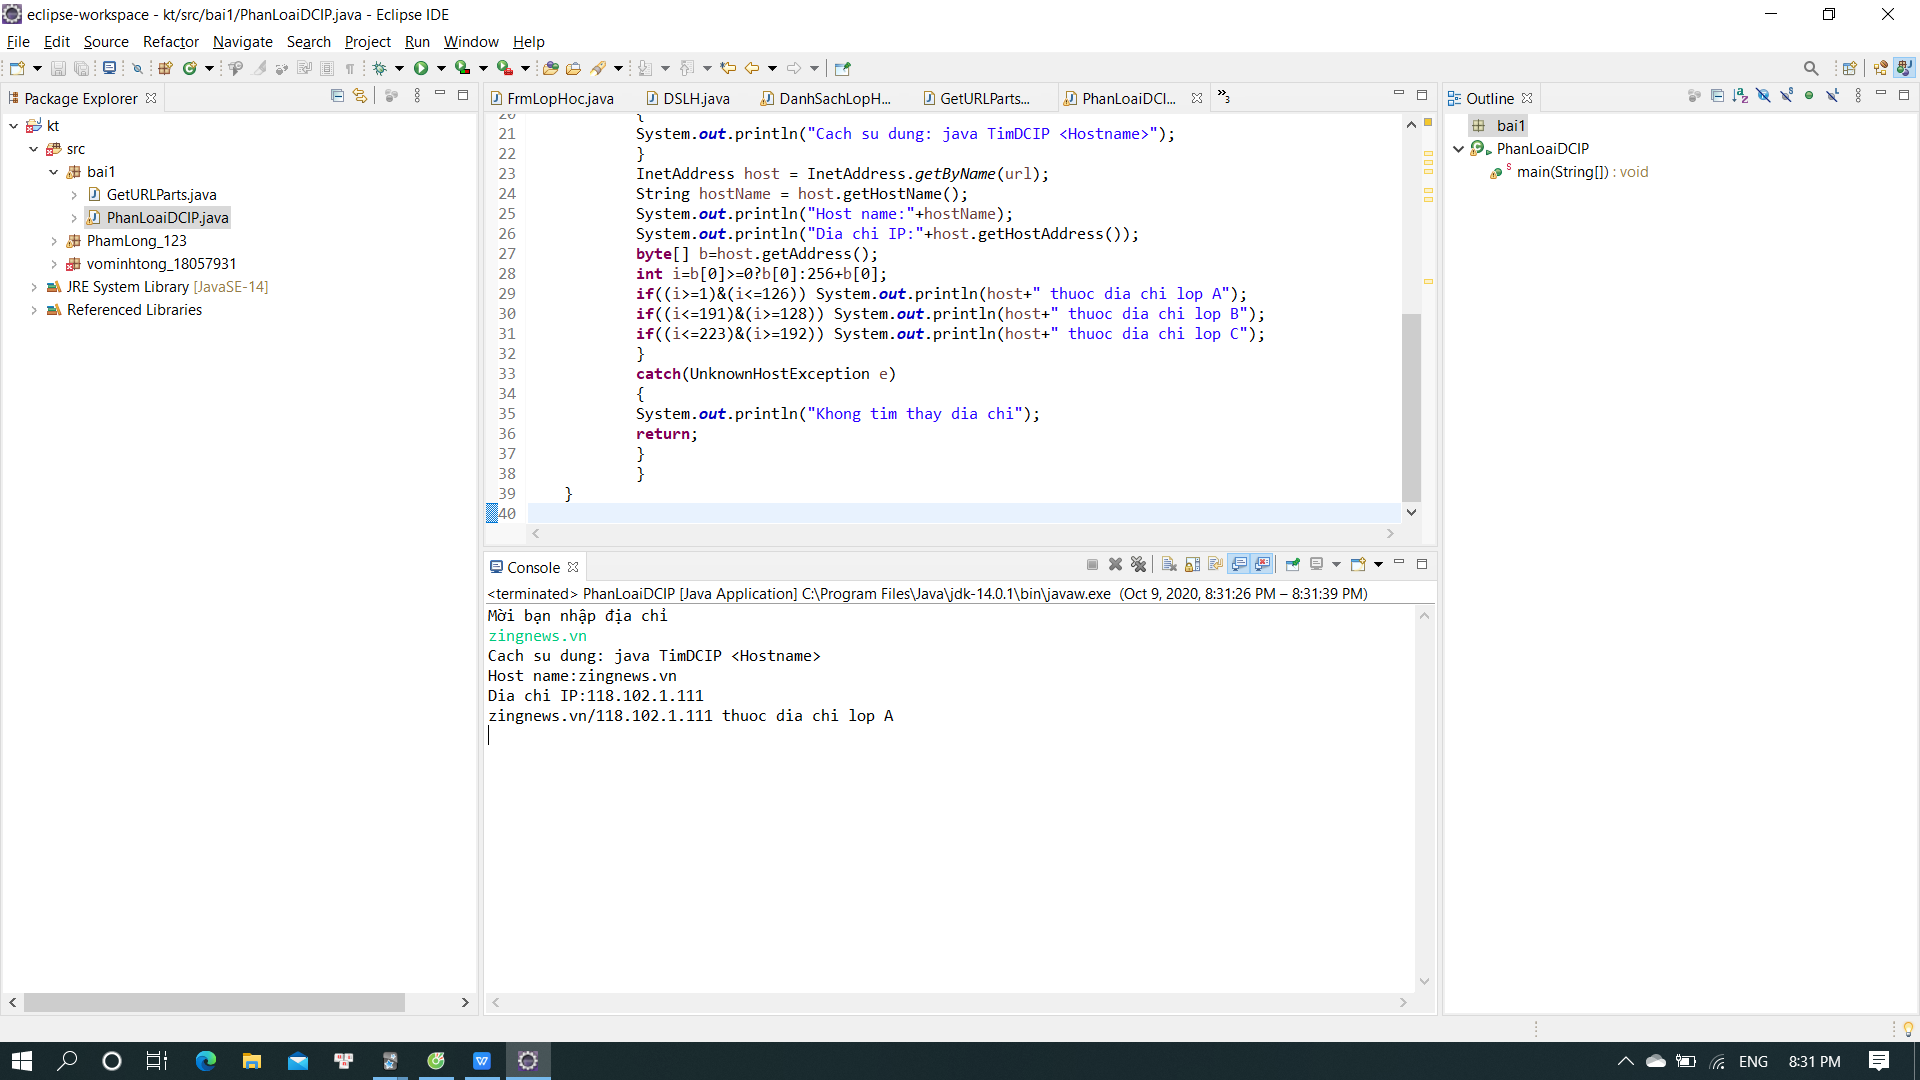 eclipse-workspace - kt/src/bai1/PhanLoaiDCIP.java - Eclipse IDE
File Edit Source Refactor Navigate Search Project Run Window Help
Package Explorer
kt
src
bai1
GetURLParts.java
PhanLoaiDCIP.java
PhamLong_123
vominhtong_18057931
JRE System Library [JavaSE-14]
Referenced Libraries
FrmLopHoc.java DSLH.java DanhSachLopH... GetURLParts... PhanLoaiDCI... »3
20 {
21 System.out.println("Cach su dung: java TimDCIP <Hostname>");
22 }
23 InetAddress host = InetAddress.getByName(url);
24 String hostName = host.getHostName();
25 System.out.println("Host name:"+hostName);
26 System.out.println("Dia chi IP:"+host.getHostAddress());
27 byte[] b=host.getAddress();
28 int i=b[0]>=0?b[0]:256+b[0];
29 if((i>=1)&(i<=126)) System.out.println(host+" thuoc dia chi lop A");
30 if((i<=191)&(i>=128)) System.out.println(host+" thuoc dia chi lop B");
31 if((i<=223)&(i>=192)) System.out.println(host+" thuoc dia chi lop C");
32 }
33 catch(UnknownHostException e)
34 {
35 System.out.println("Khong tim thay dia chi");
36 return;
37 }
38 }
39 }
40
Console
<terminated> PhanLoaiDCIP [Java Application] C:\Program Files\Java\jdk-14.0.1\bin\javaw.exe (Oct 9, 2020, 8:31:26 PM – 8:31:39 PM)
Mời bạn nhập địa chỉ
zingnews.vn
Cach su dung: java TimDCIP <Hostname>
Host name:zingnews.vn
Dia chi IP:118.102.1.111
zingnews.vn/118.102.1.111 thuoc dia chi lop A
Outline
bai1
PhanLoaiDCIP
main(String[]) : void
ENG 8:31 PM